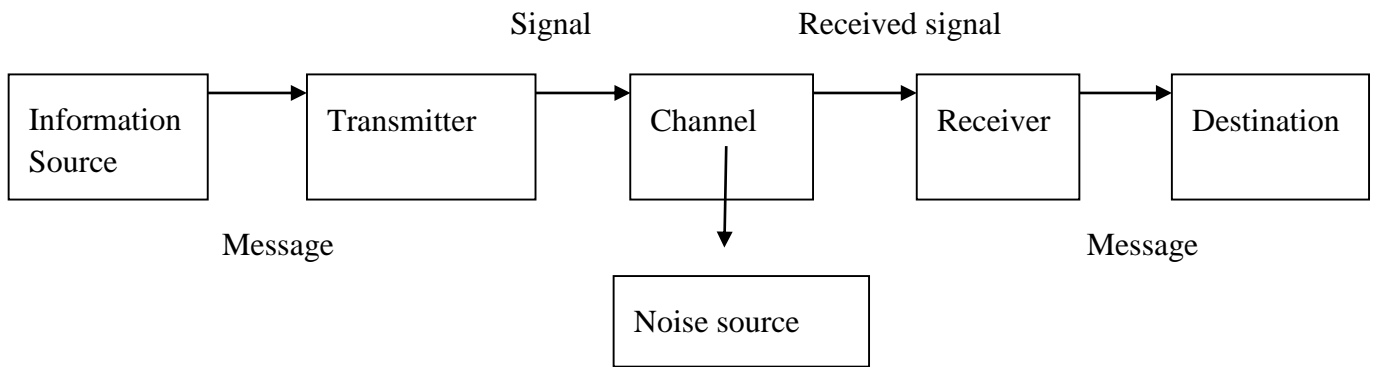 Signal
Received signal
Information
Source
Transmitter
Channel
Receiver
Destination
Message
Message
Noise source